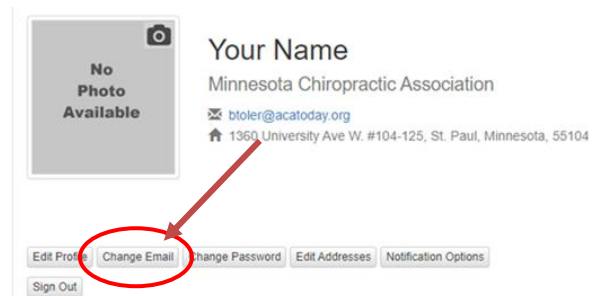 No
Photo
Available
Your Name
Minnesota Chiropractic Association
btoler@acatoday.org
1360 University Ave W. #104-125, St. Paul, Minnesota, 55104
Edit Profile Change Email Change Password Edit Addresses Notification Options
Sign Out